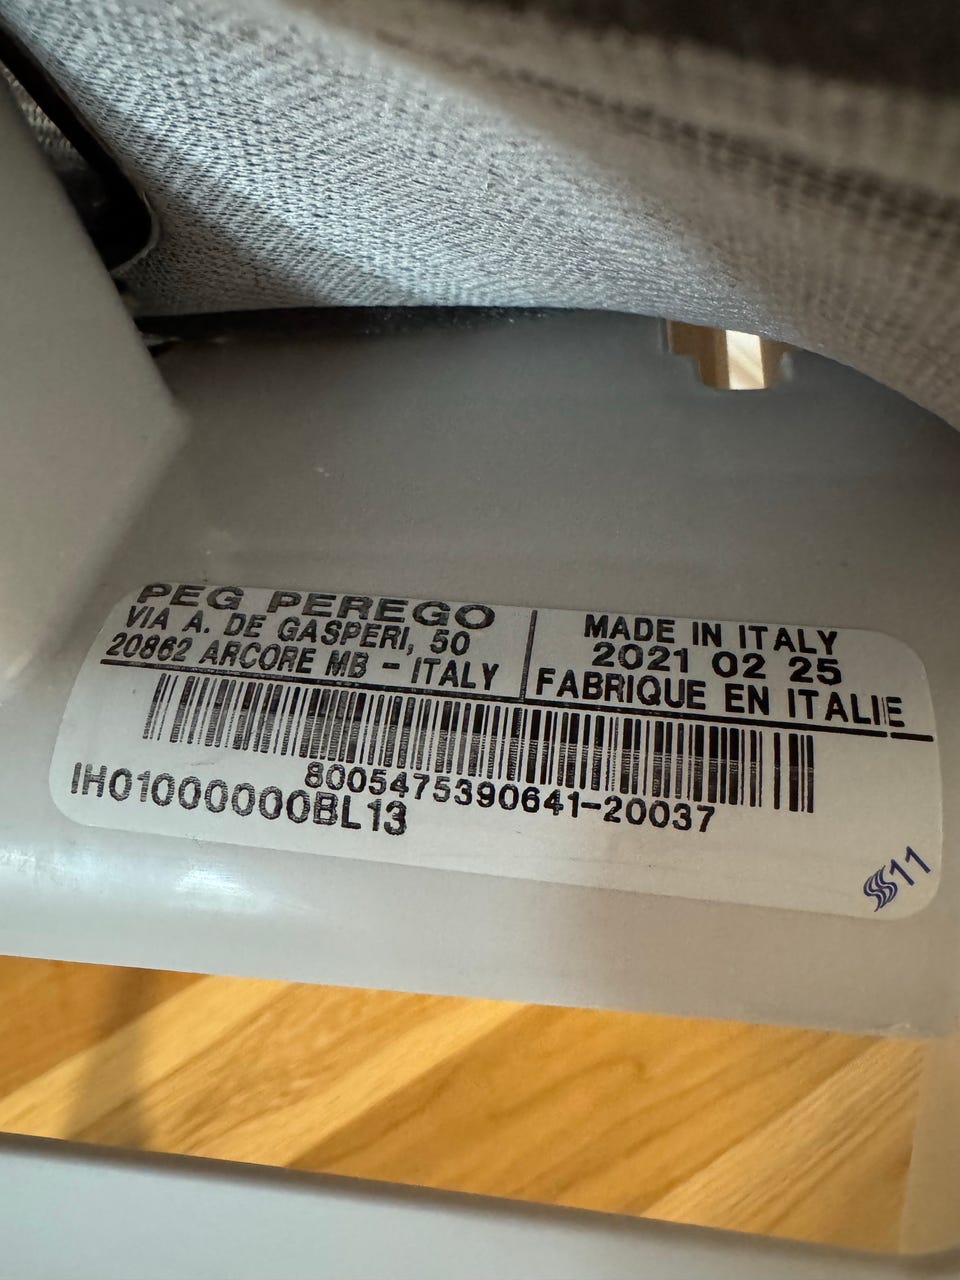 PEG PEREGO
VIA A. DE GASPERI, 50
20862 ARCORE MB - ITALY
MADE IN ITALY
2021 02 25
FABRIQUE EN ITALIE
8005475390641-20037
IH01000000BL13
SSS11